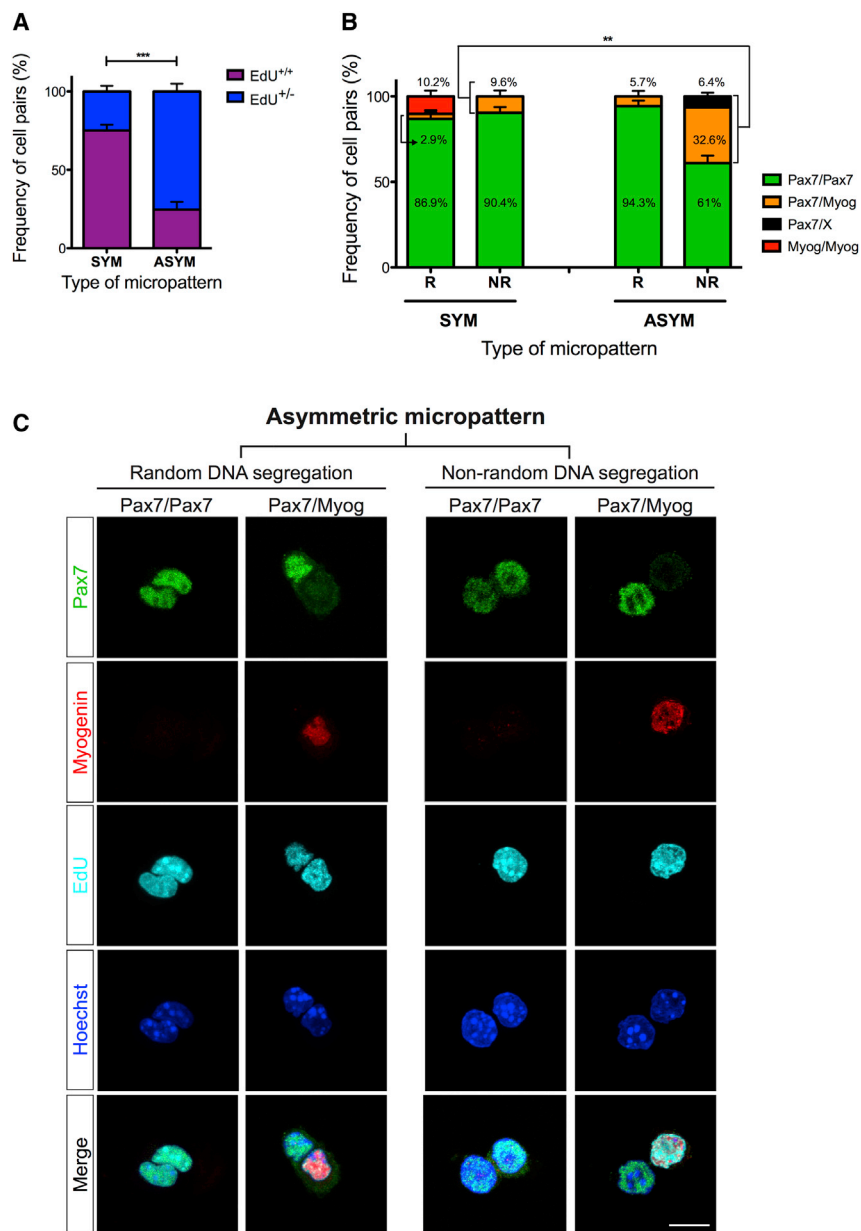 A
Frequency of cell pairs (%)
100
50
0
***
EdU+/+
EdU+/-
SYM
ASYM
Type of micropattern
B
Frequency of cell pairs (%)
100
50
0
**
10.2%
9.6%
5.7%
6.4%
2.9%
32.6%
86.9%
90.4%
94.3%
61%
Pax7/Pax7
Pax7/Myog
Pax7/X
Myog/Myog
R
NR
R
NR
SYM
ASYM
Type of micropattern
C
Asymmetric micropattern
Random DNA segregation
Non-random DNA segregation
Pax7/Pax7
Pax7/Myog
Pax7/Pax7
Pax7/Myog
Pax7
Myogenin
EdU
Hoechst
Merge